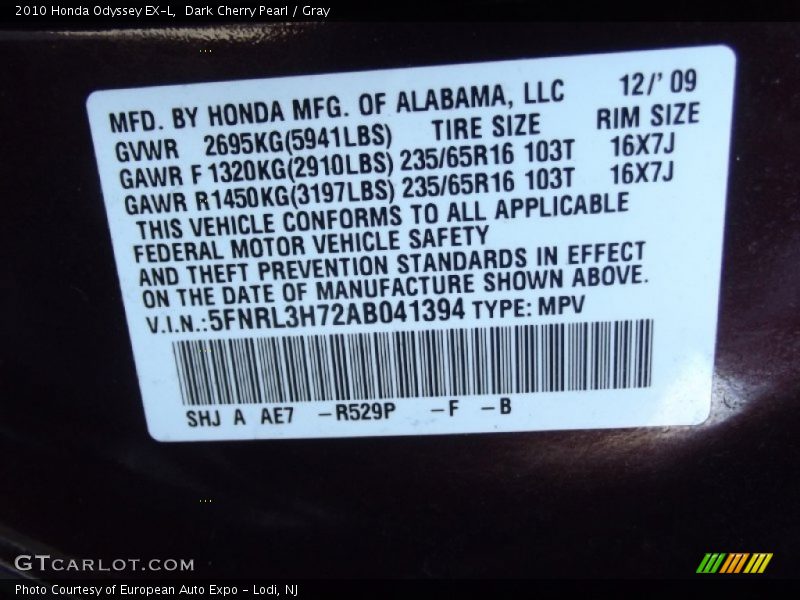 2010 Honda Odyssey EX-L,  Dark Cherry Pearl / Gray
MFD. BY HONDA MFG. OF ALABAMA, LLC 12/' 09
GVWR 2695KG(5941LBS) TIRE SIZE RIM SIZE
GAWR F 1320KG(2910LBS) 235/65R16 103T 16X7J
GAWR R1450KG(3197LBS) 235/65R16 103T 16X7J
THIS VEHICLE CONFORMS TO ALL APPLICABLE
FEDERAL MOTOR VEHICLE SAFETY
AND THEFT PREVENTION STANDARDS IN EFFECT
ON THE DATE OF MANUFACTURE SHOWN ABOVE.
V.I.N.:5FNRL3H72AB041394 TYPE: MPV
SHJ A AE7 -R529P -F -B
GTCARLOT.COM
Photo Courtesy of European Auto Expo - Lodi, NJ